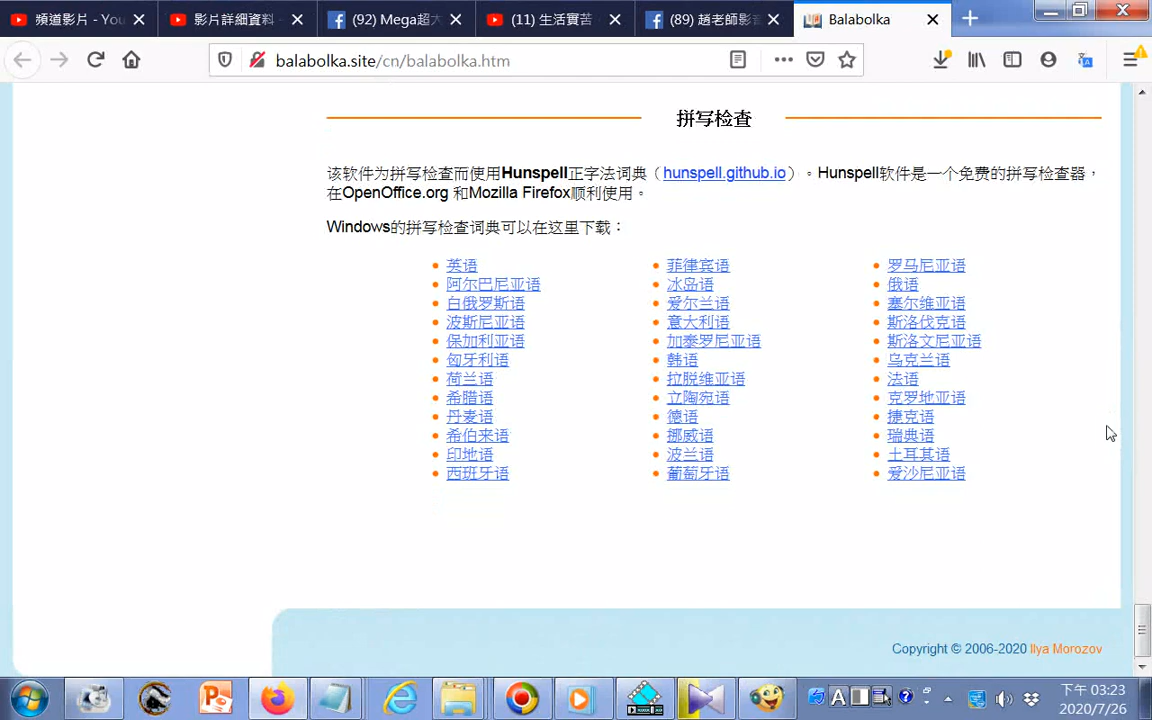 頻道影片 - You
影片詳細資料 -
(92) Mega超大
(11) 生活實苦
(89) 趙老師影音
Balabolka
balabolka.site/cn/balabolka.htm
拼写检查
该软件为拼写检查而使用Hunspell正字法词典（hunspell.github.io）。Hunspell软件是一个免费的拼写检查器，
在OpenOffice.org 和Mozilla Firefox顺利使用。
Windows的拼写检查词典可以在这里下载：
英语
阿尔巴尼亚语
白俄罗斯语
波斯尼亚语
保加利亚语
匈牙利语
荷兰语
希腊语
丹麦语
希伯来语
印地语
西班牙语
菲律宾语
冰岛语
爱尔兰语
意大利语
加泰罗尼亚语
韩语
拉脱维亚语
立陶宛语
德语
挪威语
波兰语
葡萄牙语
罗马尼亚语
俄语
塞尔维亚语
斯洛伐克语
斯洛文尼亚语
乌克兰语
法语
克罗地亚语
捷克语
瑞典语
土耳其语
爱沙尼亚语
Copyright © 2006-2020 Ilya Morozov
下午 03:23
2020/7/26